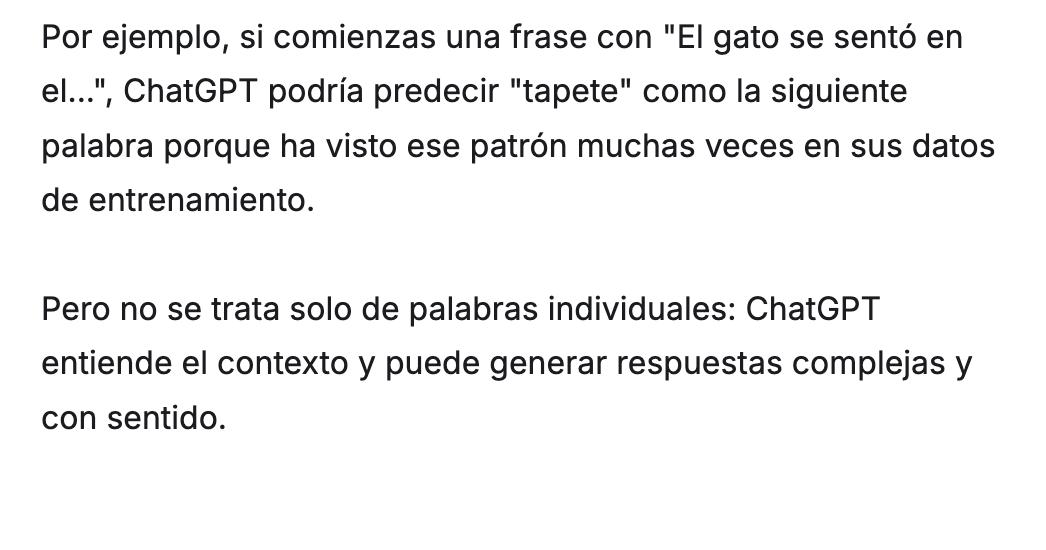 Por ejemplo, si comienzas una frase con "El gato se sentó en
el...", ChatGPT podría predecir "tapete" como la siguiente
palabra porque ha visto ese patrón muchas veces en sus datos
de entrenamiento.
Pero no se trata solo de palabras individuales: ChatGPT
entiende el contexto y puede generar respuestas complejas y
con sentido.